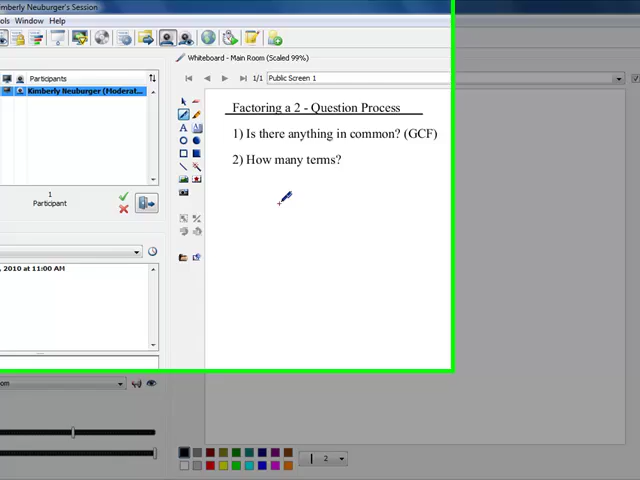 imberly Neuburger's Session
ols Window Help
Whiteboard - Main Room (Scaled 99%)
Participants
1/1 Public Screen 1
Kimberly Neuburger (Moderat...
Factoring a 2 - Question Process
1) Is there anything in common? (GCF)
2) How many terms?
1
Participant
, 2010 at 11:00 AM
om
2